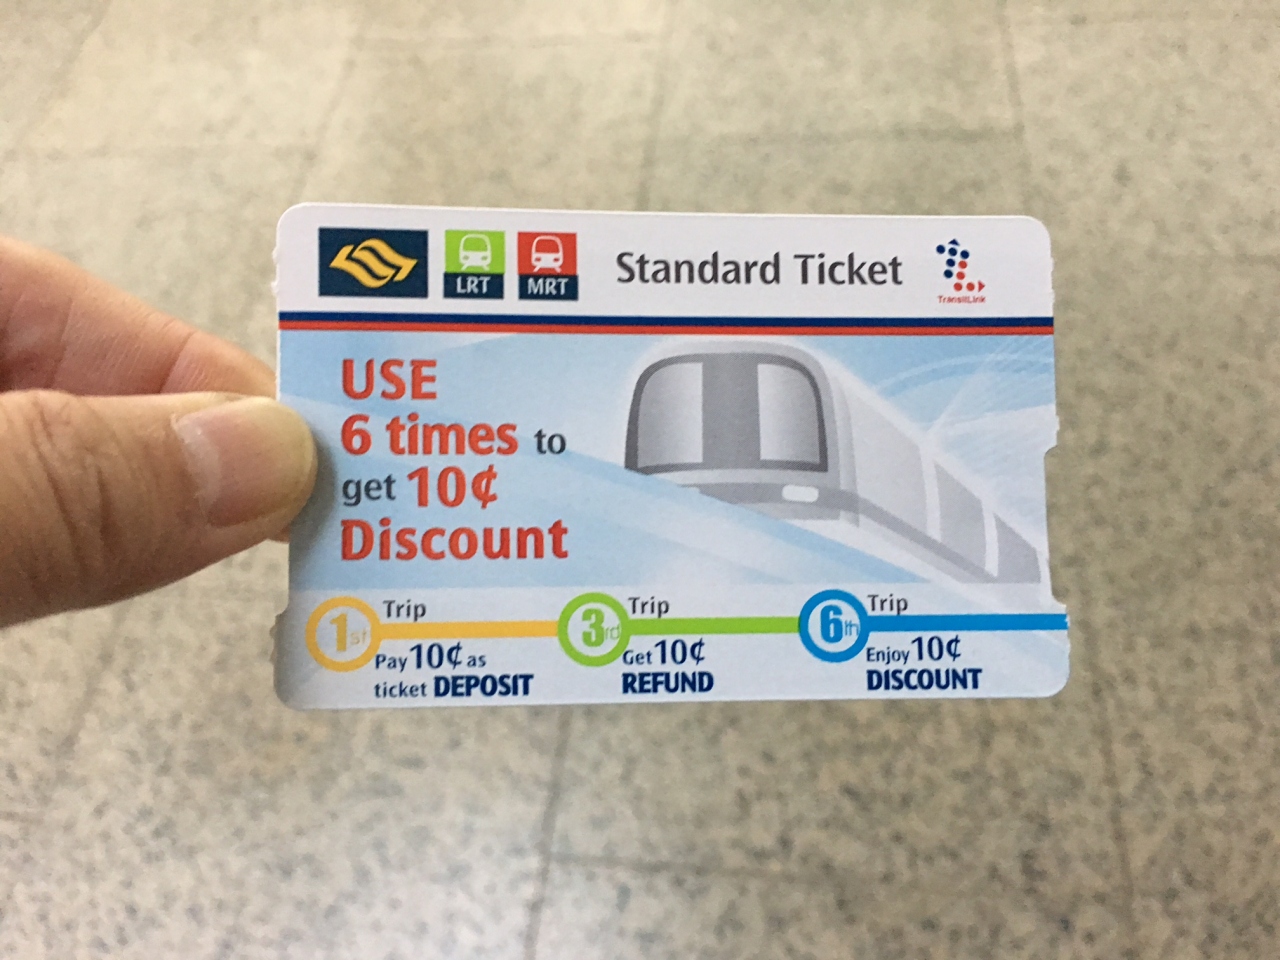 LRT
MRT
Standard Ticket
TransitLink
USE
6 times to
get 10¢
Discount
1st Trip
Pay 10¢ as
ticket DEPOSIT
3rd Trip
Get 10¢
REFUND
6th Trip
Enjoy 10¢
DISCOUNT